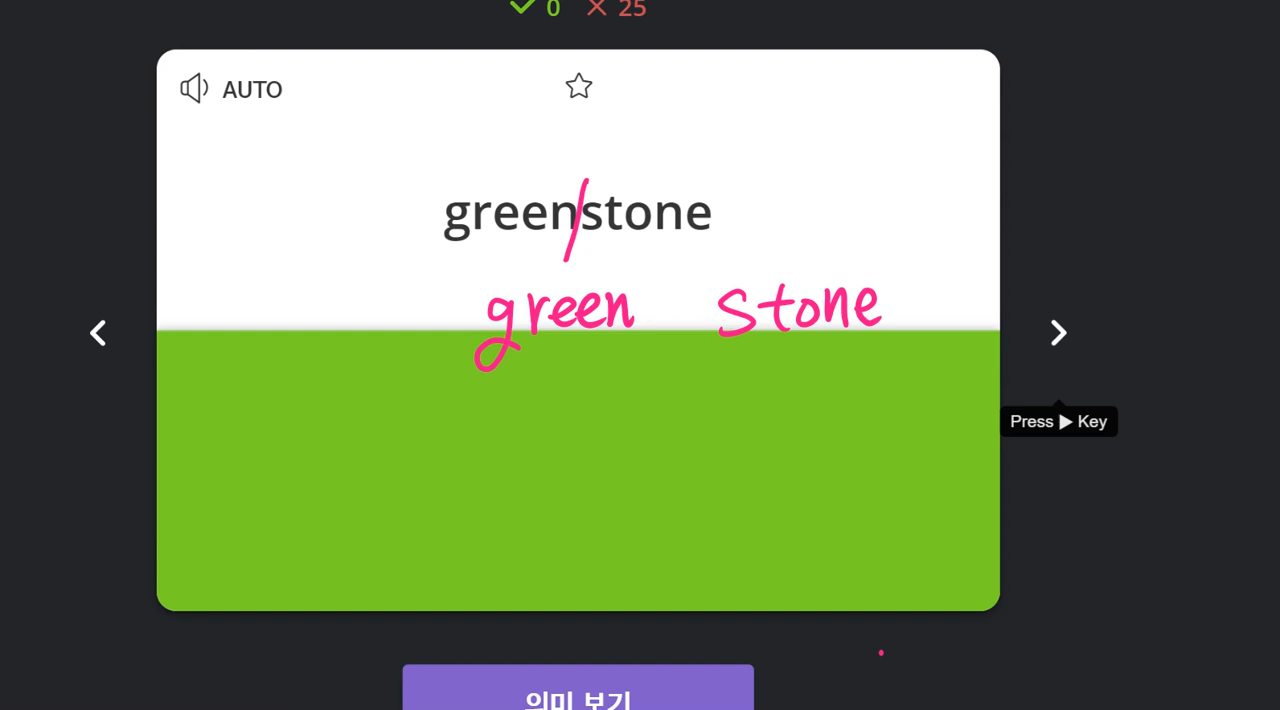 0 25
AUTO
greenstone
green stone
Press ▶ Key
의미 보기